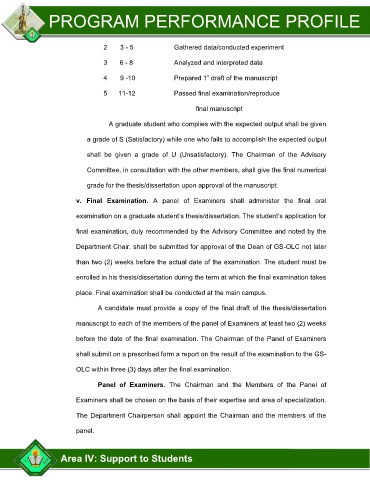 PROGRAM PERFORMANCE PROFILE
2 3 - 5 Gathered data/conducted experiment
3 6 - 8 Analyzed and interpreted data
4 9 -10 Prepared 1" draft of the manuscript
5 11-12 Passed final examination/reproduce
final manuscript
A graduate student who complies with the expected output shall be given
a grade of S (Satisfactory) while one who fails to accomplish the expected output
shall be given a grade of U (Unsatisfactory). The Chairman of the Advisory
Committee, in consultation with the other members, shall give the final numerical
grade for the thesis/dissertation upon approval of the manuscript.
v. Final Examination. A panel of Examiners shall administer the final oral
examination on a graduate student's thesis/dissertation. The student's application for
final examination, duly recommended by the Advisory Committee and noted by the
Department Chair, shall be submitted for approval of the Dean of GS-OLC not later
than two (2) weeks before the actual date of the examination. The student must be
enrolled in his thesis/dissertation during the term at which the final examination takes
place. Final examination shall be conducted at the main campus.
A candidate must provide a copy of the final draft of the thesis/dissertation
manuscript to each of the members of the panel of Examiners at least two (2) weeks
before the date of the final examination. The Chairman of the Panel of Examiners
shall submit on a prescribed form a report on the result of the examination to the GS-
OLC within three (3) days after the final examination.
Panel of Examiners. The Chairman and the Members of the Panel of
Examiners shall be chosen on the basis of their expertise and area of specialization.
The Department Chairperson shall appoint the Chairman and the members of the
panel.
Area IV: Support to Students